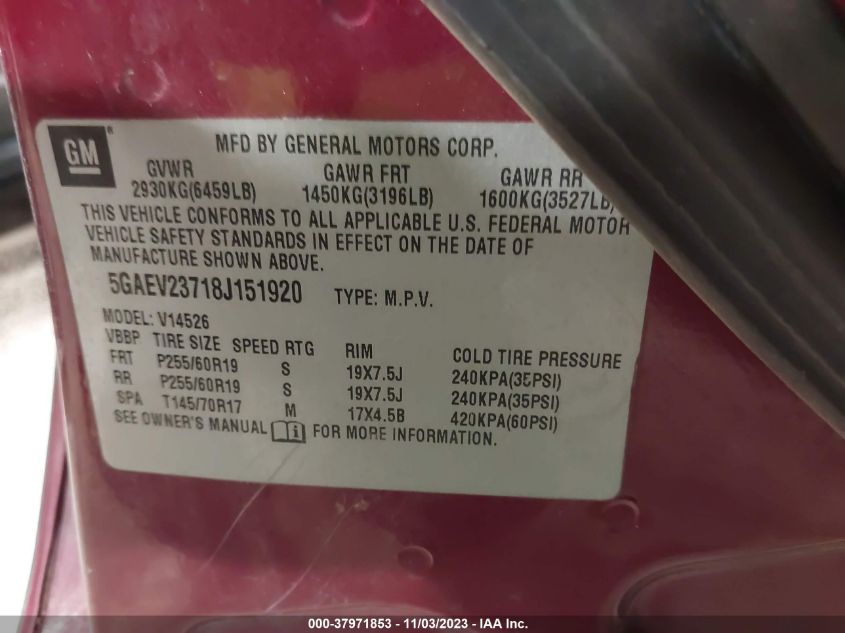 GM ®
MFD BY GENERAL MOTORS CORP.
GVWR GAWR FRT GAWR RR
2930KG(6459LB) 1450KG(3196LB) 1600KG(3527LB)
THIS VEHICLE CONFORMS TO ALL APPLICABLE U.S. FEDERAL MOTOR
VEHICLE SAFETY STANDARDS IN EFFECT ON THE DATE OF
MANUFACTURE SHOWN ABOVE.
5GAEV23718J151920 TYPE: M.P.V.
MODEL: V14526
VBBP TIRE SIZE SPEED RTG RIM COLD TIRE PRESSURE
FRT P255/60R19 S 19X7.5J 240KPA(35PSI)
RR P255/60R19 S 19X7.5J 240KPA(35PSI)
SPA T145/70R17 M 17X4.5B 420KPA(60PSI)
SEE OWNER'S MANUAL FOR MORE INFORMATION.
000-37971853 - 11/03/2023 - IAA Inc.